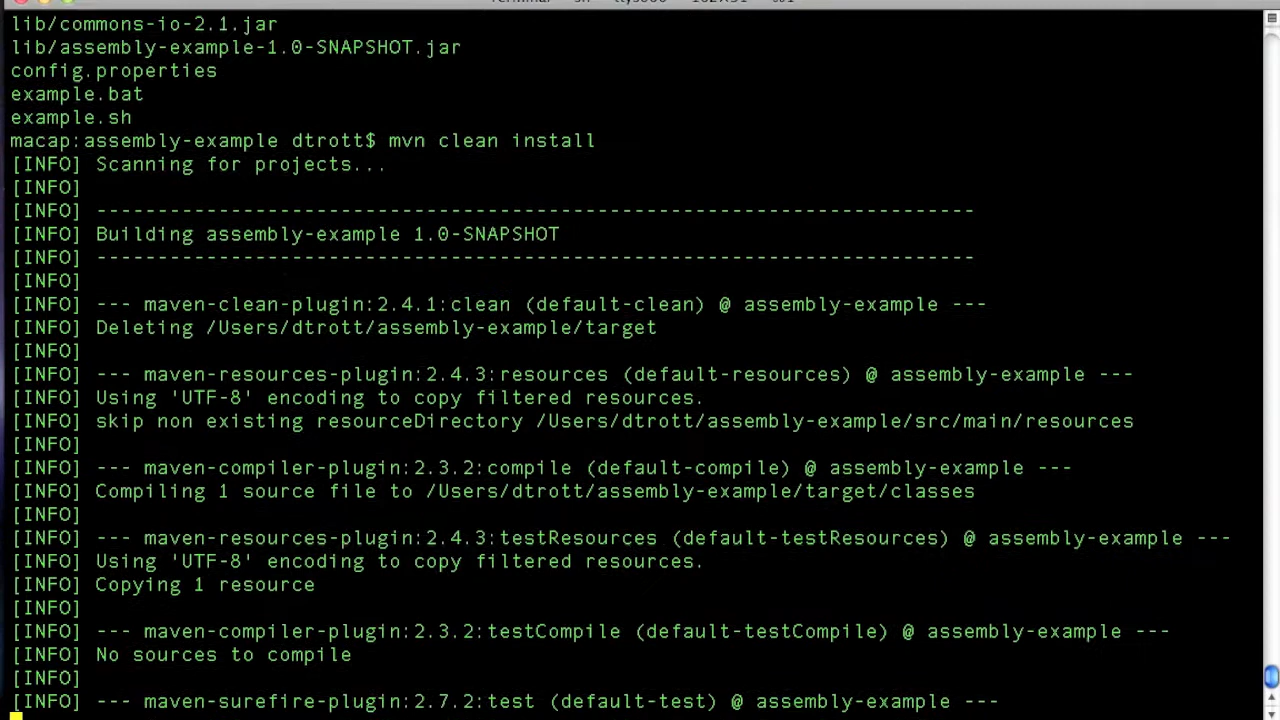 lib/commons-io-2.1.jar
lib/assembly-example-1.0-SNAPSHOT.jar
config.properties
example.bat
example.sh
macap:assembly-example dtrott$ mvn clean install
[INFO] Scanning for projects...
[INFO]
[INFO] ------------------------------------------------------------------------
[INFO] Building assembly-example 1.0-SNAPSHOT
[INFO] ------------------------------------------------------------------------
[INFO]
[INFO] --- maven-clean-plugin:2.4.1:clean (default-clean) @ assembly-example ---
[INFO] Deleting /Users/dtrott/assembly-example/target
[INFO]
[INFO] --- maven-resources-plugin:2.4.3:resources (default-resources) @ assembly-example ---
[INFO] Using 'UTF-8' encoding to copy filtered resources.
[INFO] skip non existing resourceDirectory /Users/dtrott/assembly-example/src/main/resources
[INFO]
[INFO] --- maven-compiler-plugin:2.3.2:compile (default-compile) @ assembly-example ---
[INFO] Compiling 1 source file to /Users/dtrott/assembly-example/target/classes
[INFO]
[INFO] --- maven-resources-plugin:2.4.3:testResources (default-testResources) @ assembly-example ---
[INFO] Using 'UTF-8' encoding to copy filtered resources.
[INFO] Copying 1 resource
[INFO]
[INFO] --- maven-compiler-plugin:2.3.2:testCompile (default-testCompile) @ assembly-example ---
[INFO] No sources to compile
[INFO]
[INFO] --- maven-surefire-plugin:2.7.2:test (default-test) @ assembly-example ---